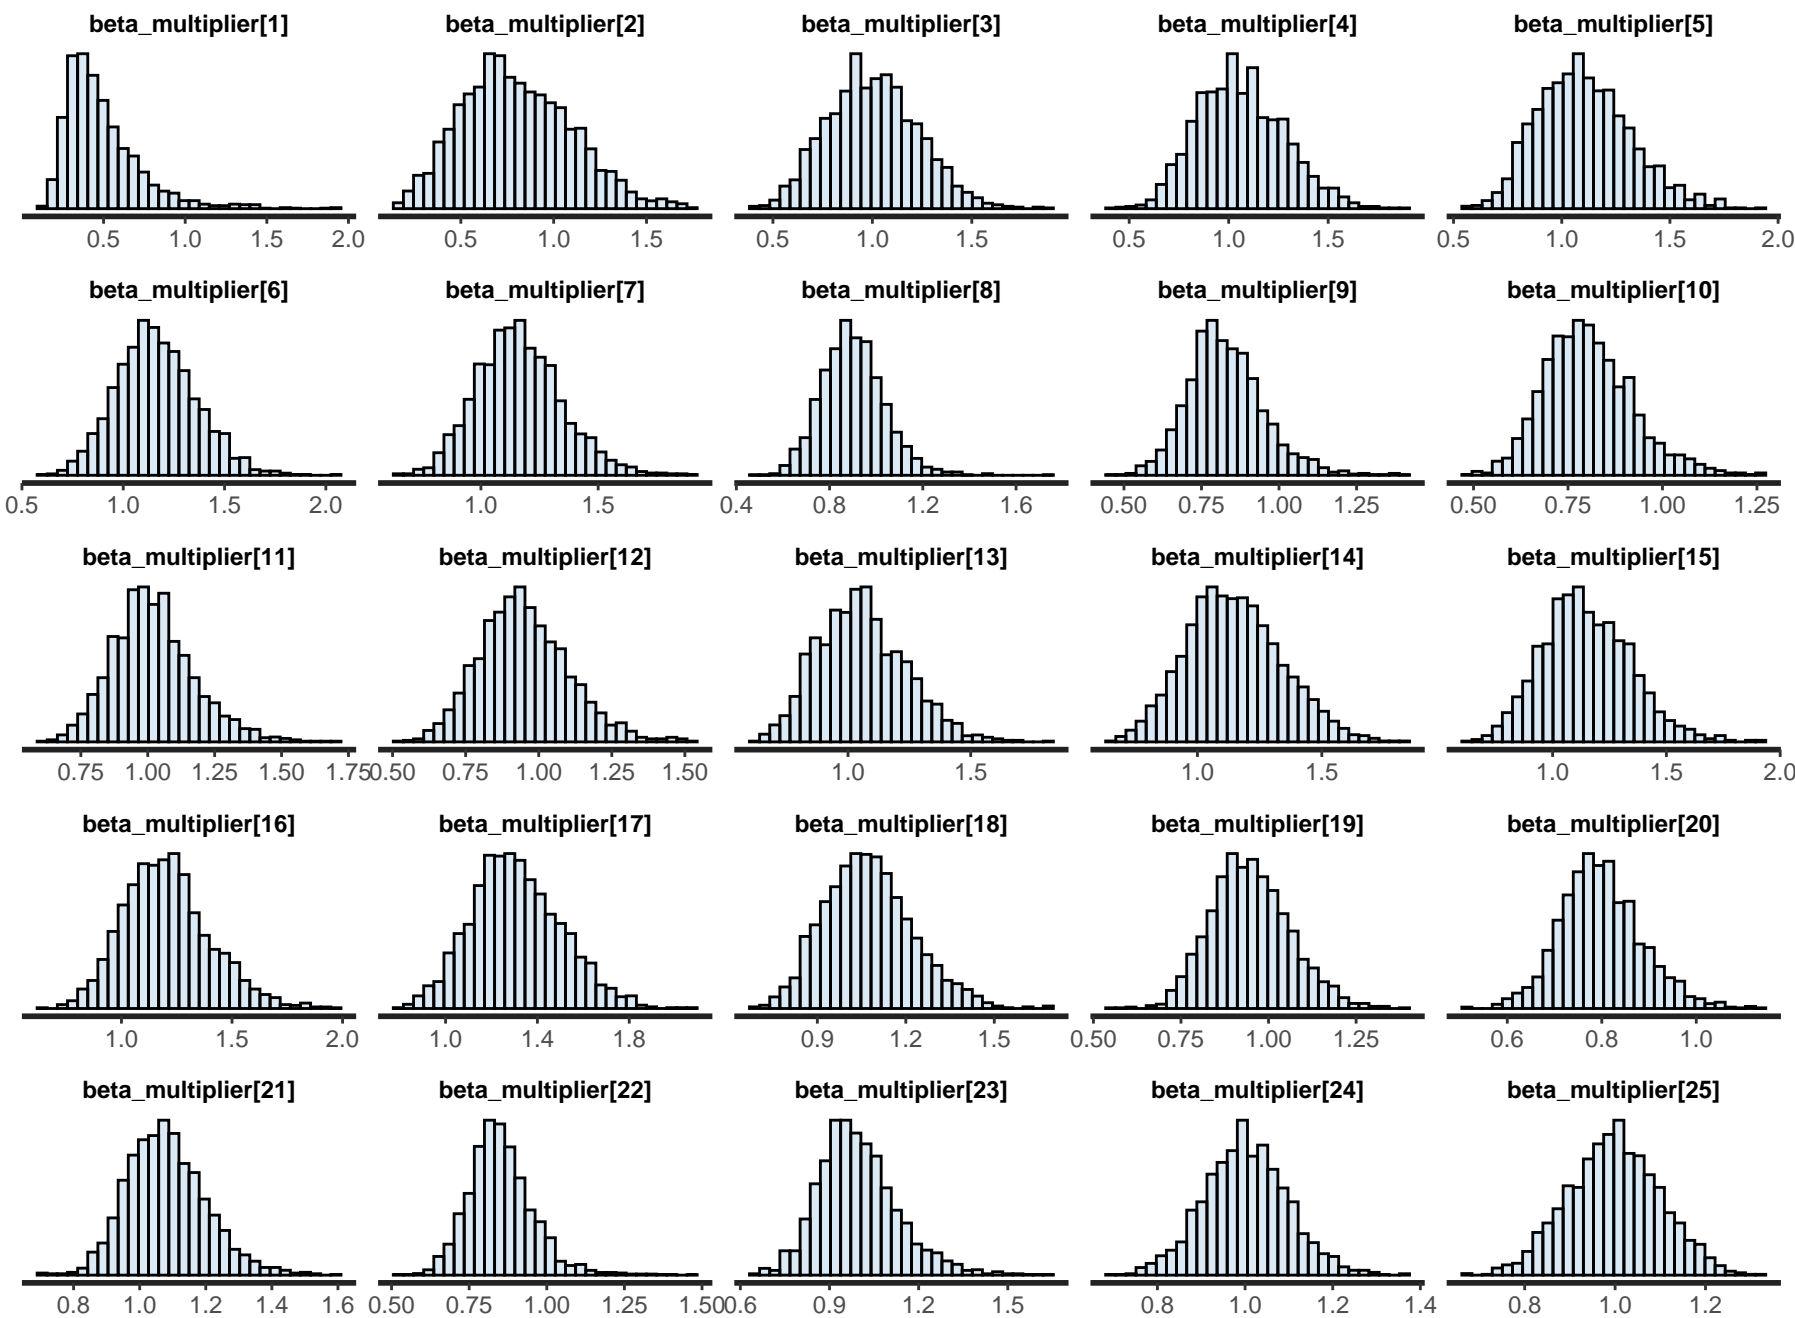 beta_multiplier[1] beta_multiplier[2] beta_multiplier[3] beta_multiplier[4] beta_multiplier[5]
0.5 1.0 1.5 2.0 0.5 1.0 1.5 0.5 1.0 1.5 0.5 1.0 1.5 0.5 1.0 1.5 2.0
beta_multiplier[6] beta_multiplier[7] beta_multiplier[8] beta_multiplier[9] beta_multiplier[10]
0.5 1.0 1.5 2.0 1.0 1.5 0.4 0.8 1.2 1.6 0.50 0.75 1.00 1.25 0.50 0.75 1.00 1.25
beta_multiplier[11] beta_multiplier[12] beta_multiplier[13] beta_multiplier[14] beta_multiplier[15]
0.75 1.00 1.25 1.50 1.75 0.50 0.75 1.00 1.25 1.50 1.0 1.5 1.0 1.5 1.0 1.5 2.0
beta_multiplier[16] beta_multiplier[17] beta_multiplier[18] beta_multiplier[19] beta_multiplier[20]
1.0 1.5 2.0 1.0 1.4 1.8 0.9 1.2 1.5 0.50 0.75 1.00 1.25 0.6 0.8 1.0
beta_multiplier[21] beta_multiplier[22] beta_multiplier[23] beta_multiplier[24] beta_multiplier[25]
0.8 1.0 1.2 1.4 1.6 0.50 0.75 1.00 1.25 1.50 0.6 0.9 1.2 1.5 0.8 1.0 1.2 1.4 0.8 1.0 1.2